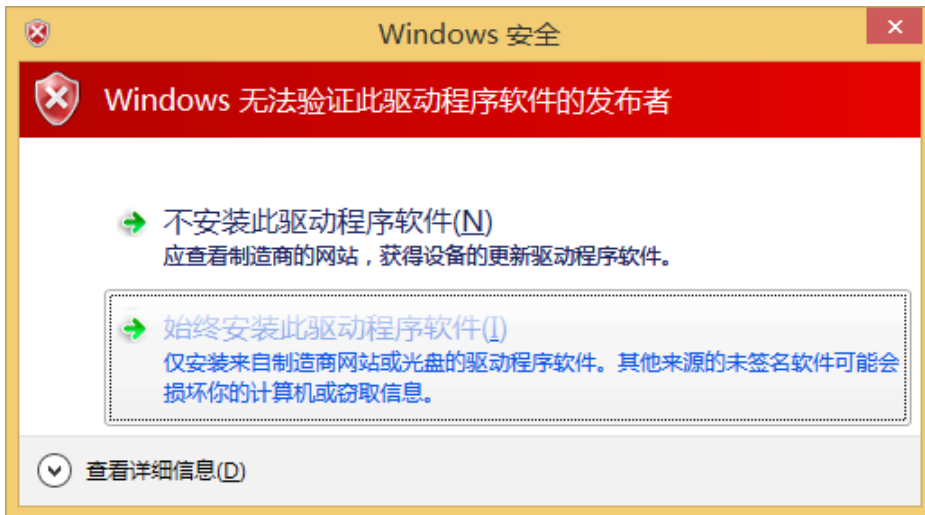 Windows 安全
Windows 无法验证此驱动程序软件的发布者
不安装此驱动程序软件(N)
应查看制造商的网站，获得设备的更新驱动程序软件。
始终安装此驱动程序软件(I)
仅安装来自制造商网站或光盘的驱动程序软件。其他来源的未签名软件可能会
损坏你的计算机或窃取信息。
查看详细信息(D)